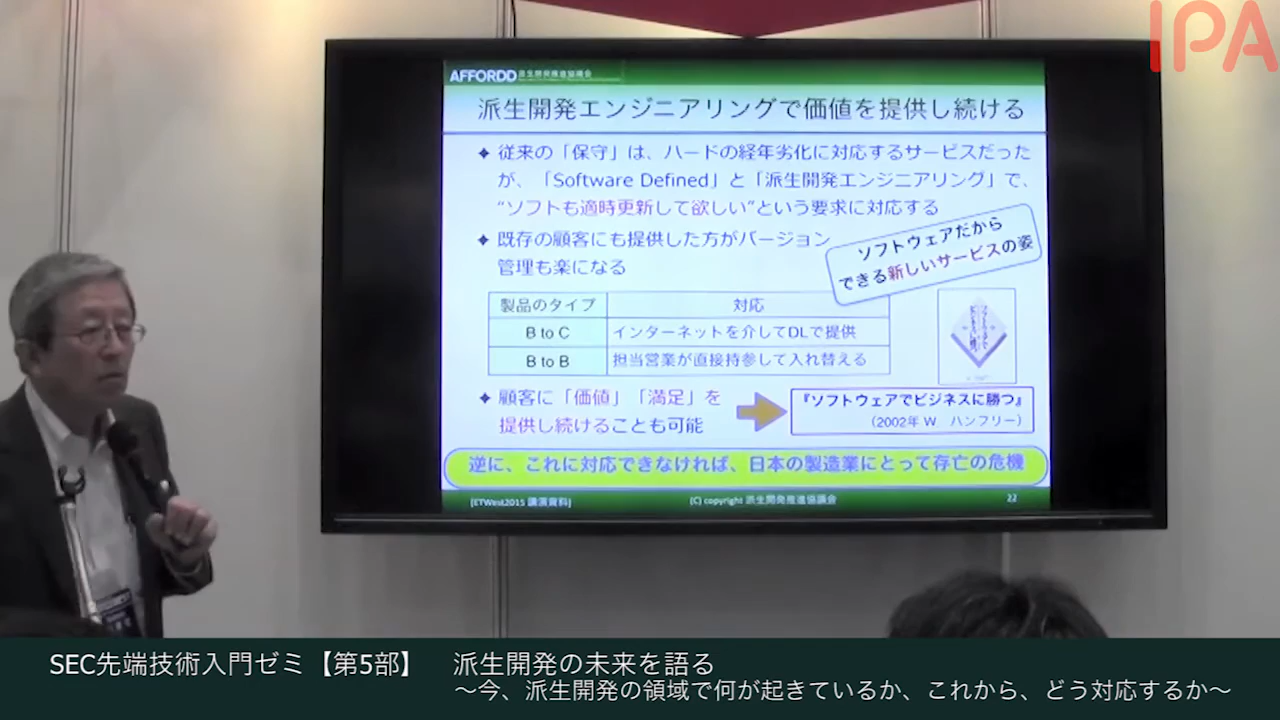 IPA
AFFORDD 派生開発推進協議会
派生開発エンジニアリングで価値を提供し続ける
✦ 従来の「保守」は、ハードの経年劣化に対応するサービスだった
が、「Software Defined」と「派生開発エンジニアリング」で、
“ソフトも適時更新して欲しい”という要求に対応する
✦ 既存の顧客にも提供した方がバージョン
管理も楽になる
ソフトウェアだから
できる新しいサービスの姿
製品のタイプ 対応
B to C インターネットを介してDLで提供
B to B 担当営業が直接持参して入れ替える
✦ 顧客に「価値」「満足」を
提供し続けることも可能
『ソフトウェアでビジネスに勝つ』
（2002年 W ハンフリー）
逆に、これに対応できなければ、日本の製造業にとって存亡の危機
[ETWest2015 講演資料] (C) copyright 派生開発推進協議会 22
SEC先端技術入門ゼミ【第5部】 派生開発の未来を語る
～今、派生開発の領域で何が起きているか、これから、どう対応するか～